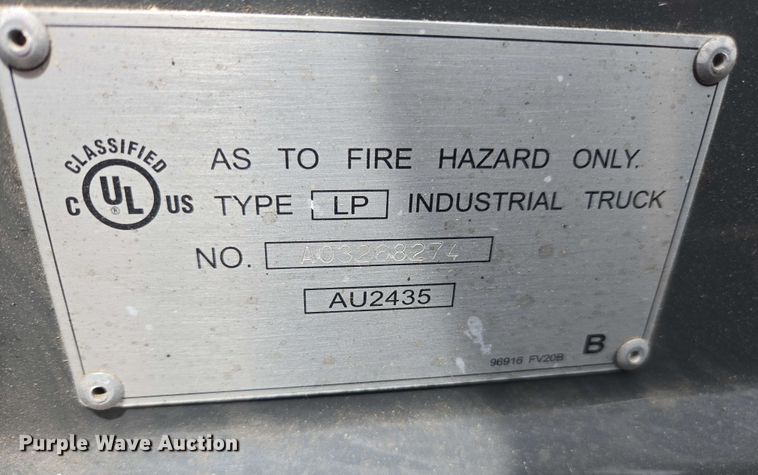 CLASSIFIED
C UL ® US
AS TO FIRE HAZARD ONLY.
TYPE LP INDUSTRIAL TRUCK
NO. A03268274
AU2435
96916 FV20B B
Purple Wave Auction